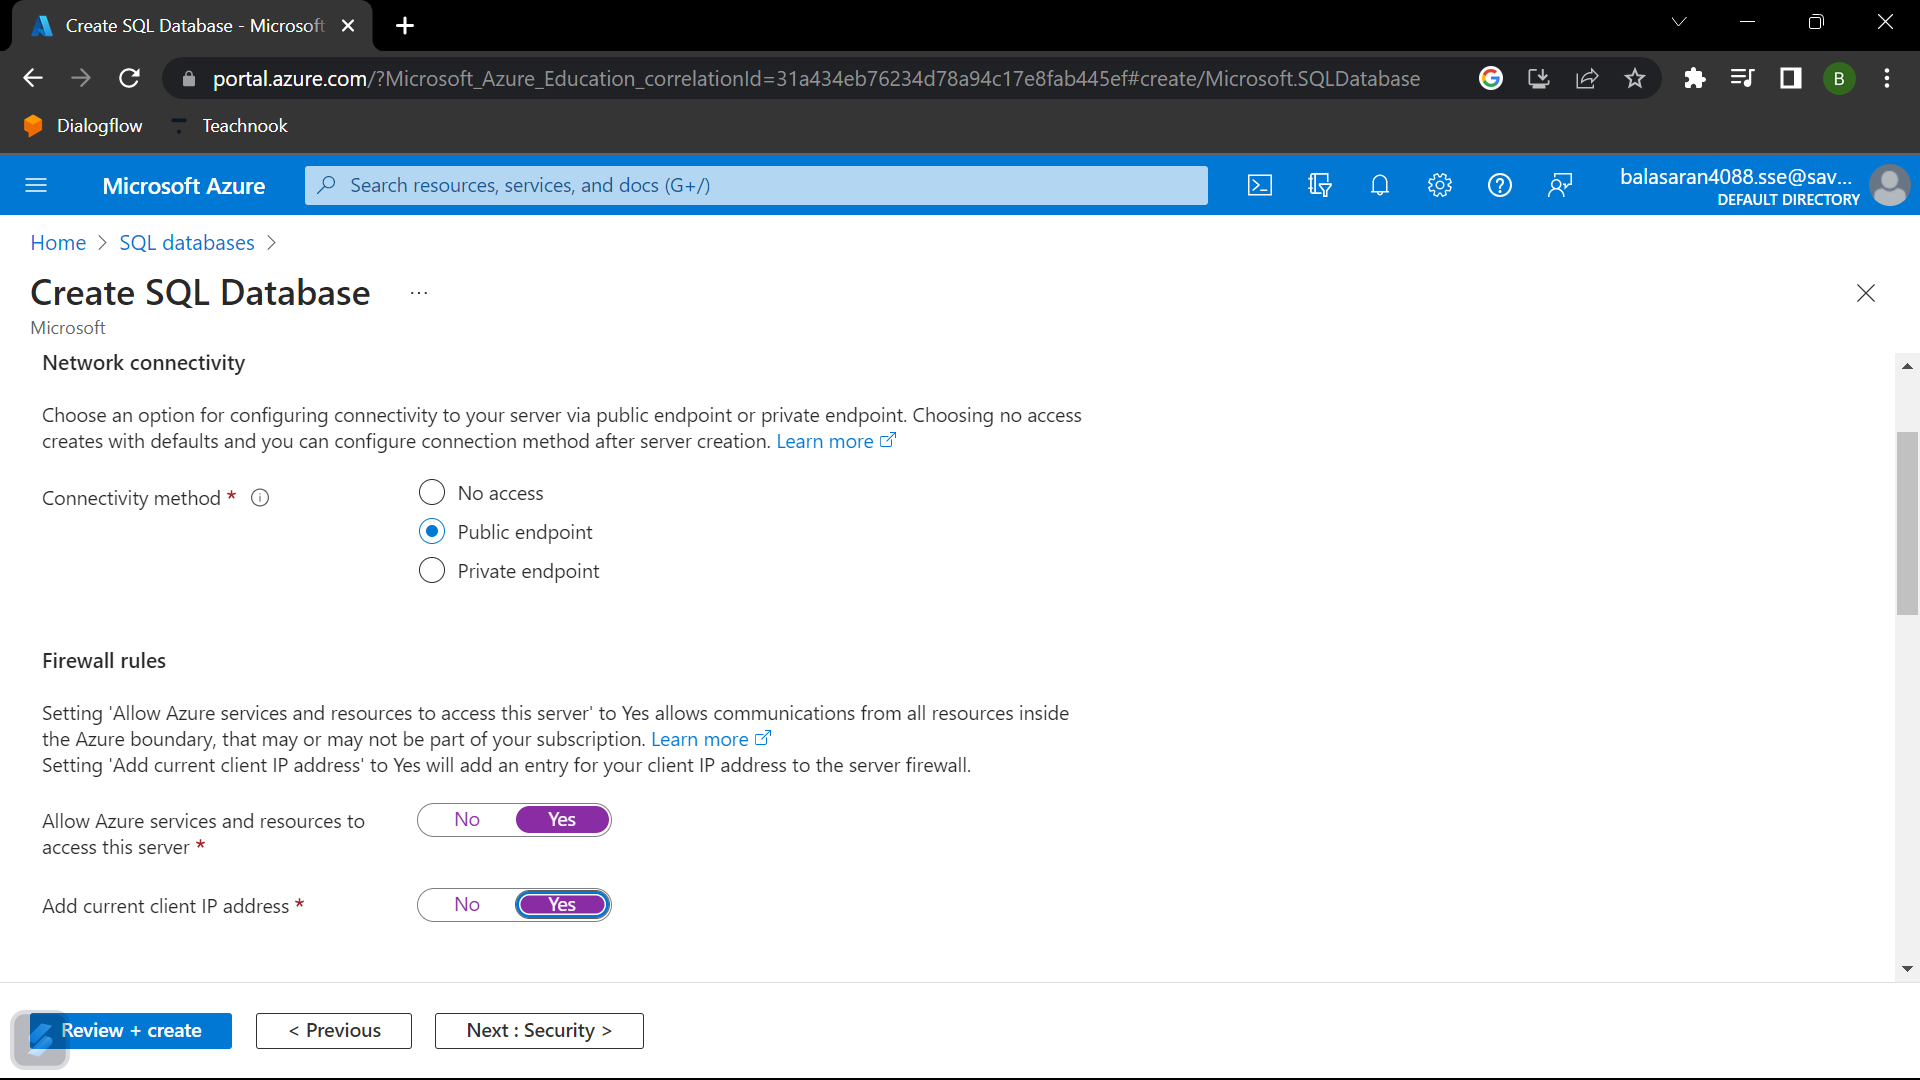 Create SQL Database - Microsoft
portal.azure.com/?Microsoft_Azure_Education_correlationId=31a434eb76234d78a94c17e8fab445ef#create/Microsoft.SQLDatabase
B
Dialogflow
Teachnook
Microsoft Azure
Search resources, services, and docs (G+/)
balasaran4088.sse@sav...
DEFAULT DIRECTORY
Home > SQL databases >
Create SQL Database ...
Microsoft
Network connectivity
Choose an option for configuring connectivity to your server via public endpoint or private endpoint. Choosing no access
creates with defaults and you can configure connection method after server creation. Learn more
Connectivity method *
No access
Public endpoint
Private endpoint
Firewall rules
Setting 'Allow Azure services and resources to access this server' to Yes allows communications from all resources inside
the Azure boundary, that may or may not be part of your subscription. Learn more
Setting 'Add current client IP address' to Yes will add an entry for your client IP address to the server firewall.
Allow Azure services and resources to
access this server *
No Yes
Add current client IP address *
No Yes
Review + create
< Previous
Next : Security >